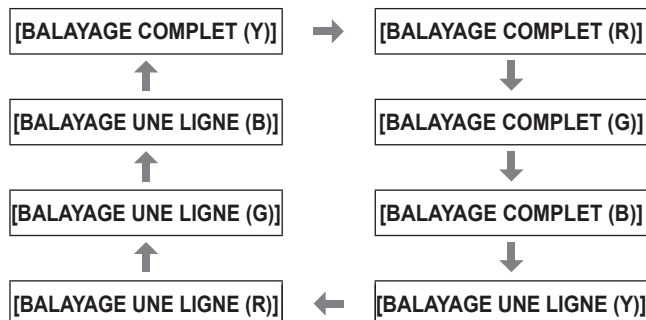 [BALAYAGE COMPLET (Y)]
[BALAYAGE COMPLET (R)]
[BALAYAGE UNE LIGNE (B)]
[BALAYAGE COMPLET (G)]
[BALAYAGE UNE LIGNE (G)]
[BALAYAGE COMPLET (B)]
[BALAYAGE UNE LIGNE (R)]
[BALAYAGE UNE LIGNE (Y)]